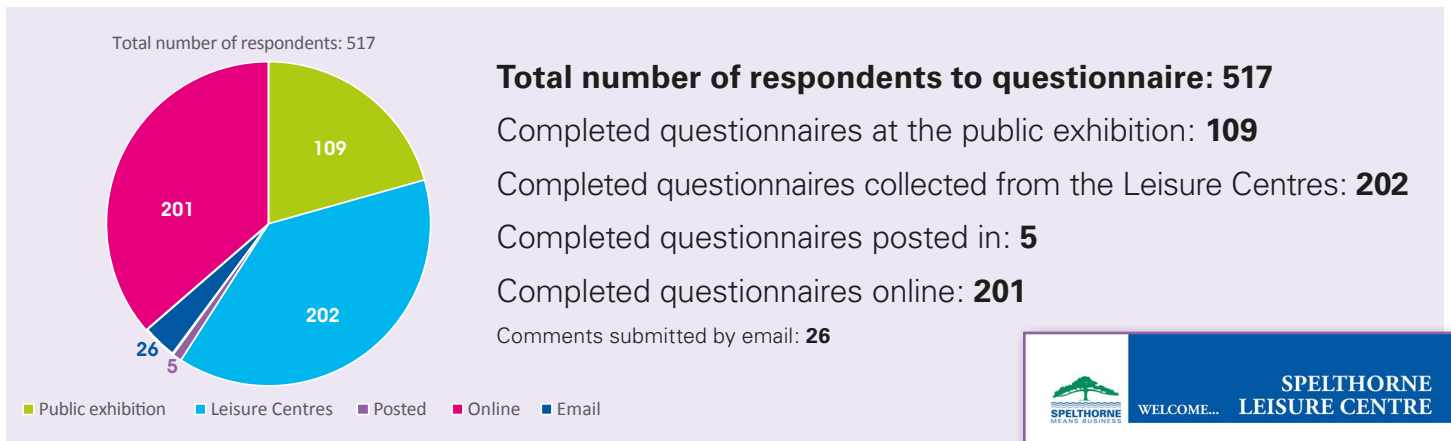 Total number of respondents: 517
109
201
202
26
5
Public exhibition Leisure Centres Posted Online Email
Total number of respondents to questionnaire: 517
Completed questionnaires at the public exhibition: 109
Completed questionnaires collected from the Leisure Centres: 202
Completed questionnaires posted in: 5
Completed questionnaires online: 201
Comments submitted by email: 26
SPELTHORNE
MEANS BUSINESS
WELCOME...
SPELTHORNE
LEISURE CENTRE